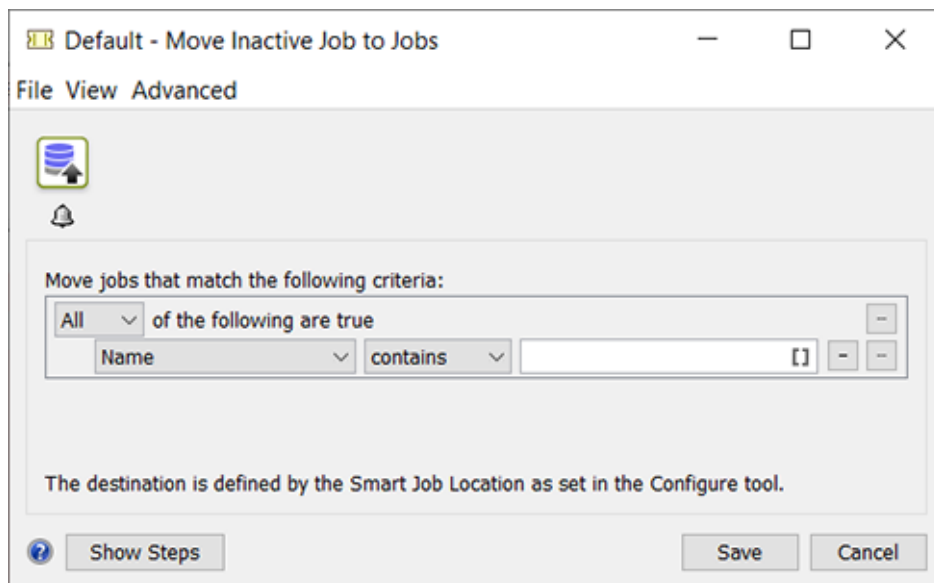 Default - Move Inactive Job to Jobs
File View Advanced
Move jobs that match the following criteria:
All of the following are true
Name contains []
The destination is defined by the Smart Job Location as set in the Configure tool.
Show Steps Save Cancel